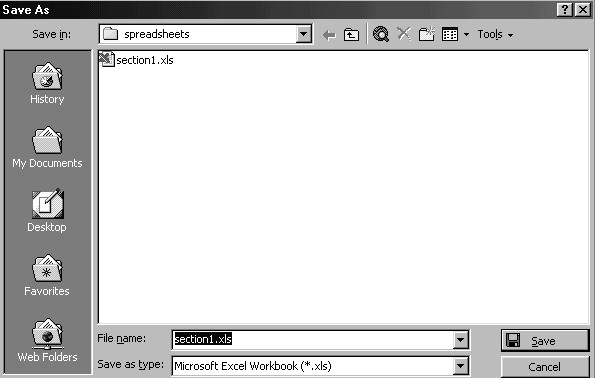 Save As
Save in:
spreadsheets
Tools
section1.xls
History
My Documents
Desktop
Favorites
Web Folders
File name:
section1.xls
Save
Save as type:
Microsoft Excel Workbook (*.xls)
Cancel